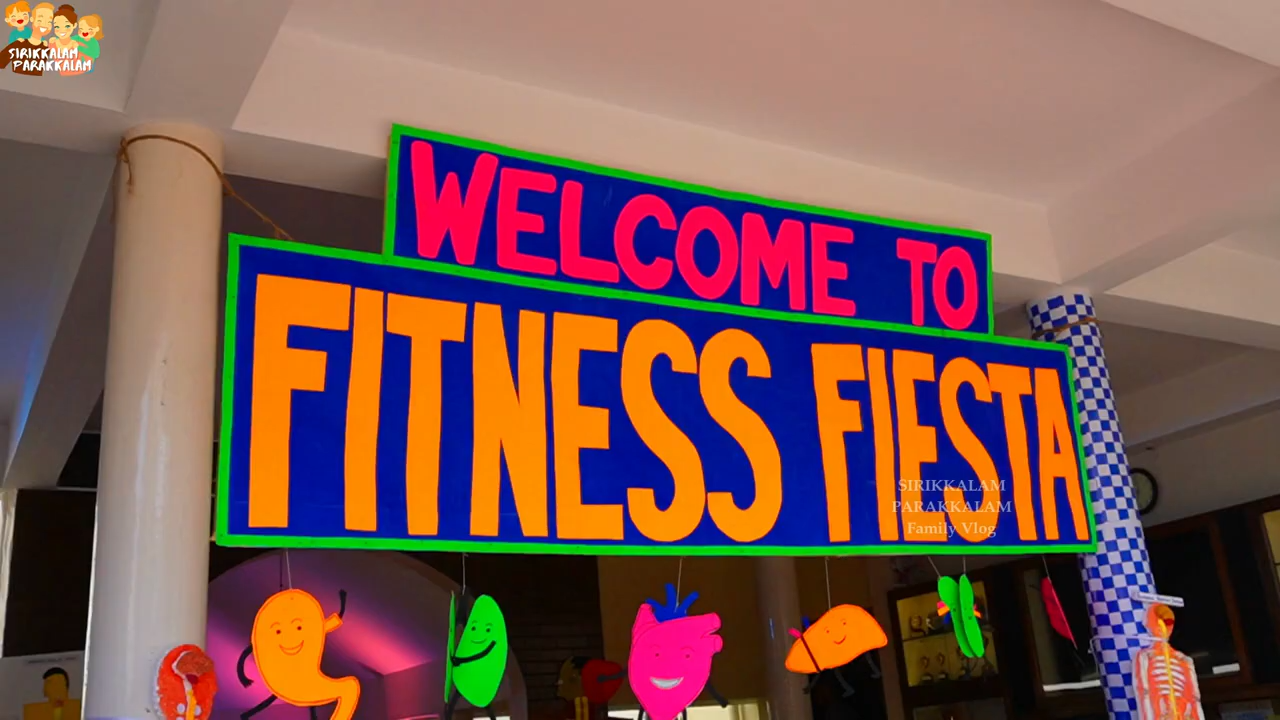 SIRIKKALAM
PARAKKALAM
WELCOME TO
FITNESS FIESTA
SIRIKKALAM
PARAKKALAM
Family Vlog